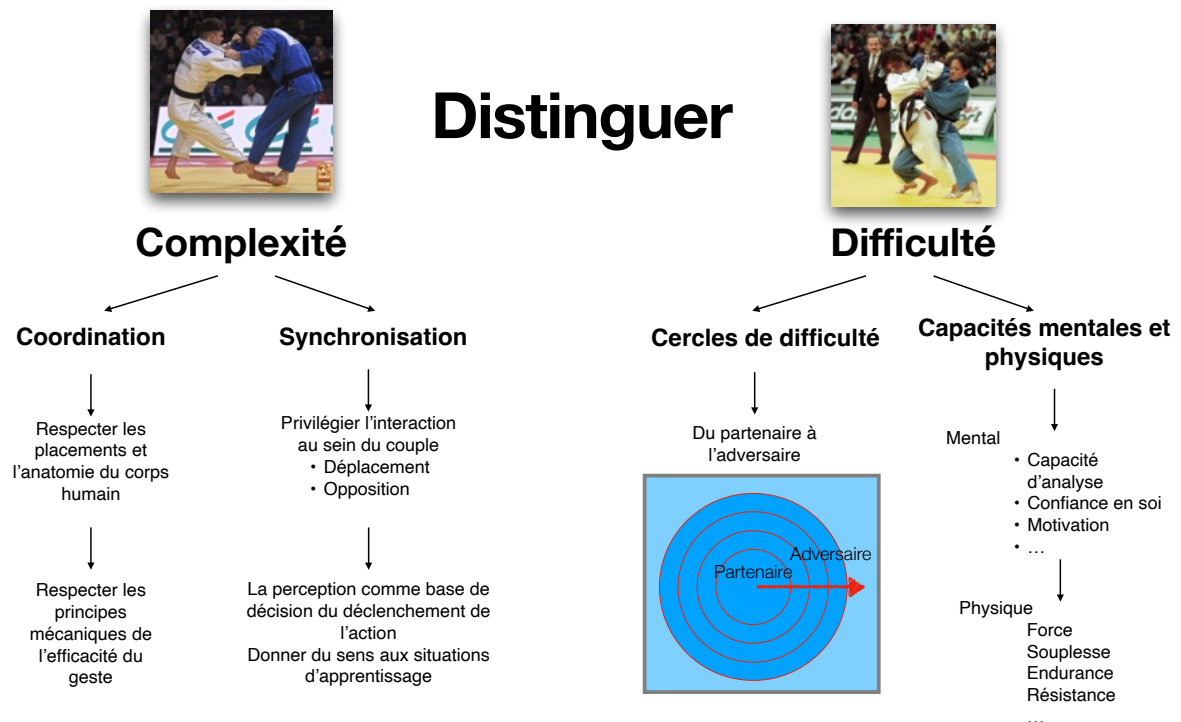 Distinguer
Complexité
Coordination
Respecter les
placements et
l'anatomie du corps
humain
Respecter les
principes
mécaniques de
l'efficacité du
geste
Synchronisation
Privilégier l'interaction
au sein du couple
• Déplacement
• Opposition
La perception comme base de
décision du déclenchement de
l'action
Donner du sens aux situations
d'apprentissage
Difficulté
Cercles de difficulté
Du partenaire à
l'adversaire
Adversaire
Partenaire
Capacités mentales et
physiques
Mental
• Capacité
d'analyse
• Confiance en soi
• Motivation
• …
Physique
Force
Souplesse
Endurance
Résistance
…